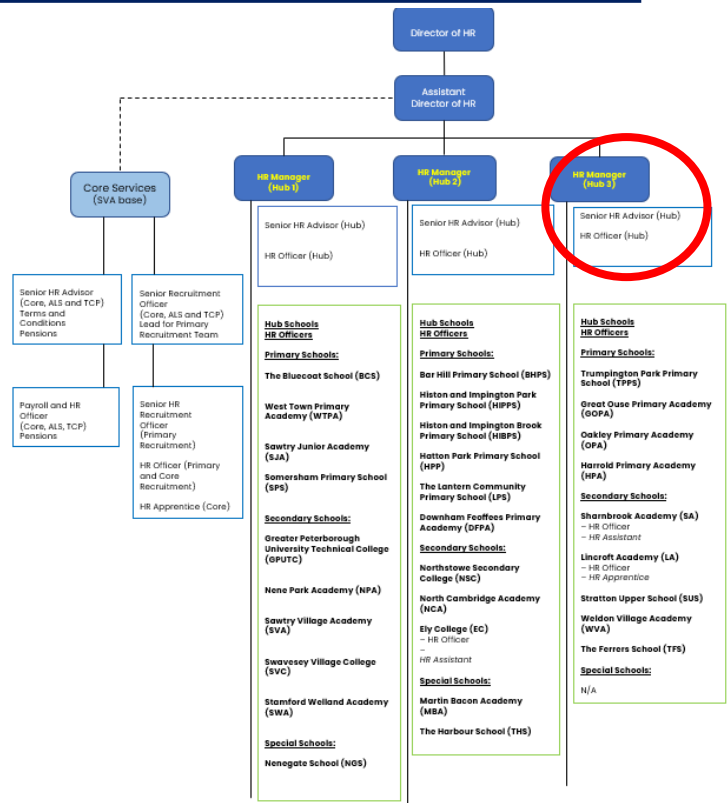 Director of HR
Assistant
Director of HR
Core Services
(SVA base)
HR Manager
(Hub 1)
HR Manager
(Hub 2)
HR Manager
(Hub 3)
Senior HR Advisor (Hub)
HR Officer (Hub)
Senior HR Advisor (Hub)
HR Officer (Hub)
Senior HR Advisor (Hub)
HR Officer (Hub)
Senior HR Advisor
(Core, ALS and TCP)
Terms and
Conditions
Pensions
Senior Recruitment
Officer
(Core, ALS and TCP)
Lead for Primary
Recruitment Team
Payroll and HR
Officer
(Core, ALS, TCP)
Pensions
Senior HR
Recruitment
Officer
(Primary
Recruitment)
HR Officer (Primary
and Core
Recruitment)
HR Apprentice (Core)
Hub Schools
HR Officers
Primary Schools:
The Bluecoat School (BCS)
West Town Primary
Academy (WTPA)
Sawtry Junior Academy
(SJA)
Somersham Primary School
(SPS)
Secondary Schools:
Greater Peterborough
University Technical College
(GPUTC)
Nene Park Academy (NPA)
Sawtry Village Academy
(SVA)
Swavesey Village College
(SVC)
Stamford Welland Academy
(SWA)
Special Schools:
Nenegate School (NGS)
Hub Schools
HR Officers
Primary Schools:
Bar Hill Primary School (BHPS)
Histon and Impington Park
Primary School (HIPPS)
Histon and Impington Brook
Primary School (HIBPS)
Hatton Park Primary School
(HPP)
The Lantern Community
Primary School (LPS)
Downham Feoffees Primary
Academy (DFPA)
Secondary Schools:
Northstowe Secondary
College (NSC)
North Cambridge Academy
(NCA)
Ely College (EC)
– HR Officer
–
HR Assistant
Special Schools:
Martin Bacon Academy
(MBA)
The Harbour School (THS)
Hub Schools
HR Officers
Primary Schools:
Trumpington Park Primary
School (TPPS)
Great Ouse Primary Academy
(GOPA)
Oakley Primary Academy
(OPA)
Harrold Primary Academy
(HPA)
Secondary Schools:
Sharnbrook Academy (SA)
– HR Officer
– HR Assistant
Lincroft Academy (LA)
– HR Officer
– HR Apprentice
Stratton Upper School (SUS)
Weldon Village Academy
(WVA)
The Ferrers School (TFS)
Special Schools:
N/A